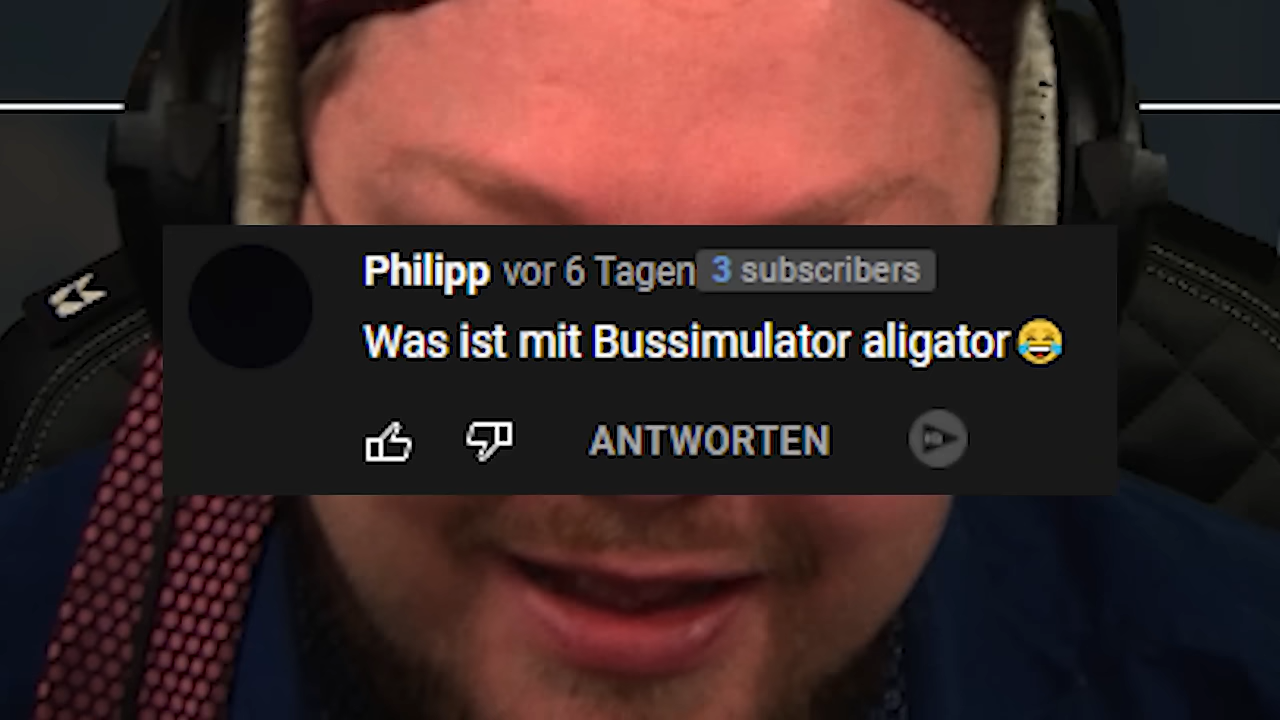 Philipp vor 6 Tagen 3 subscribers
Was ist mit Bussimulator aligator😂
ANTWORTEN